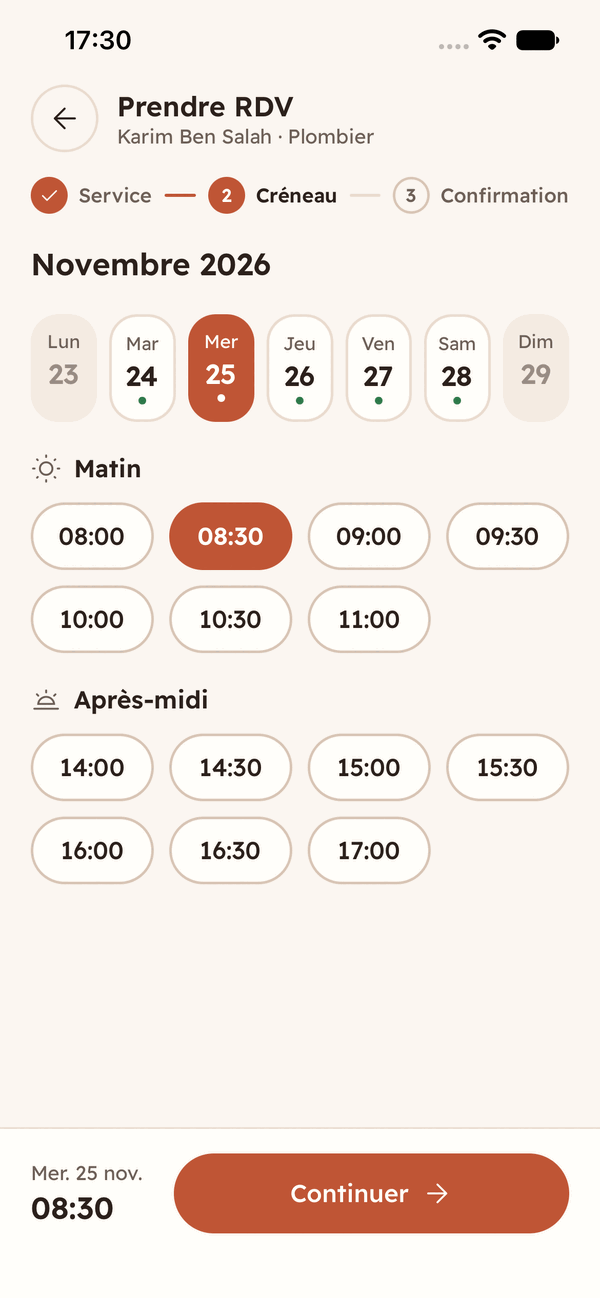 17:30
Prendre RDV
Karim Ben Salah · Plombier
Service 2 Créneau 3 Confirmation
Novembre 2026
Lun Mar Mer Jeu Ven Sam Dim
23 24 25 26 27 28 29
Matin
08:00 08:30 09:00 09:30
10:00 10:30 11:00
Après-midi
14:00 14:30 15:00 15:30
16:00 16:30 17:00
Mer. 25 nov.
08:30
Continuer